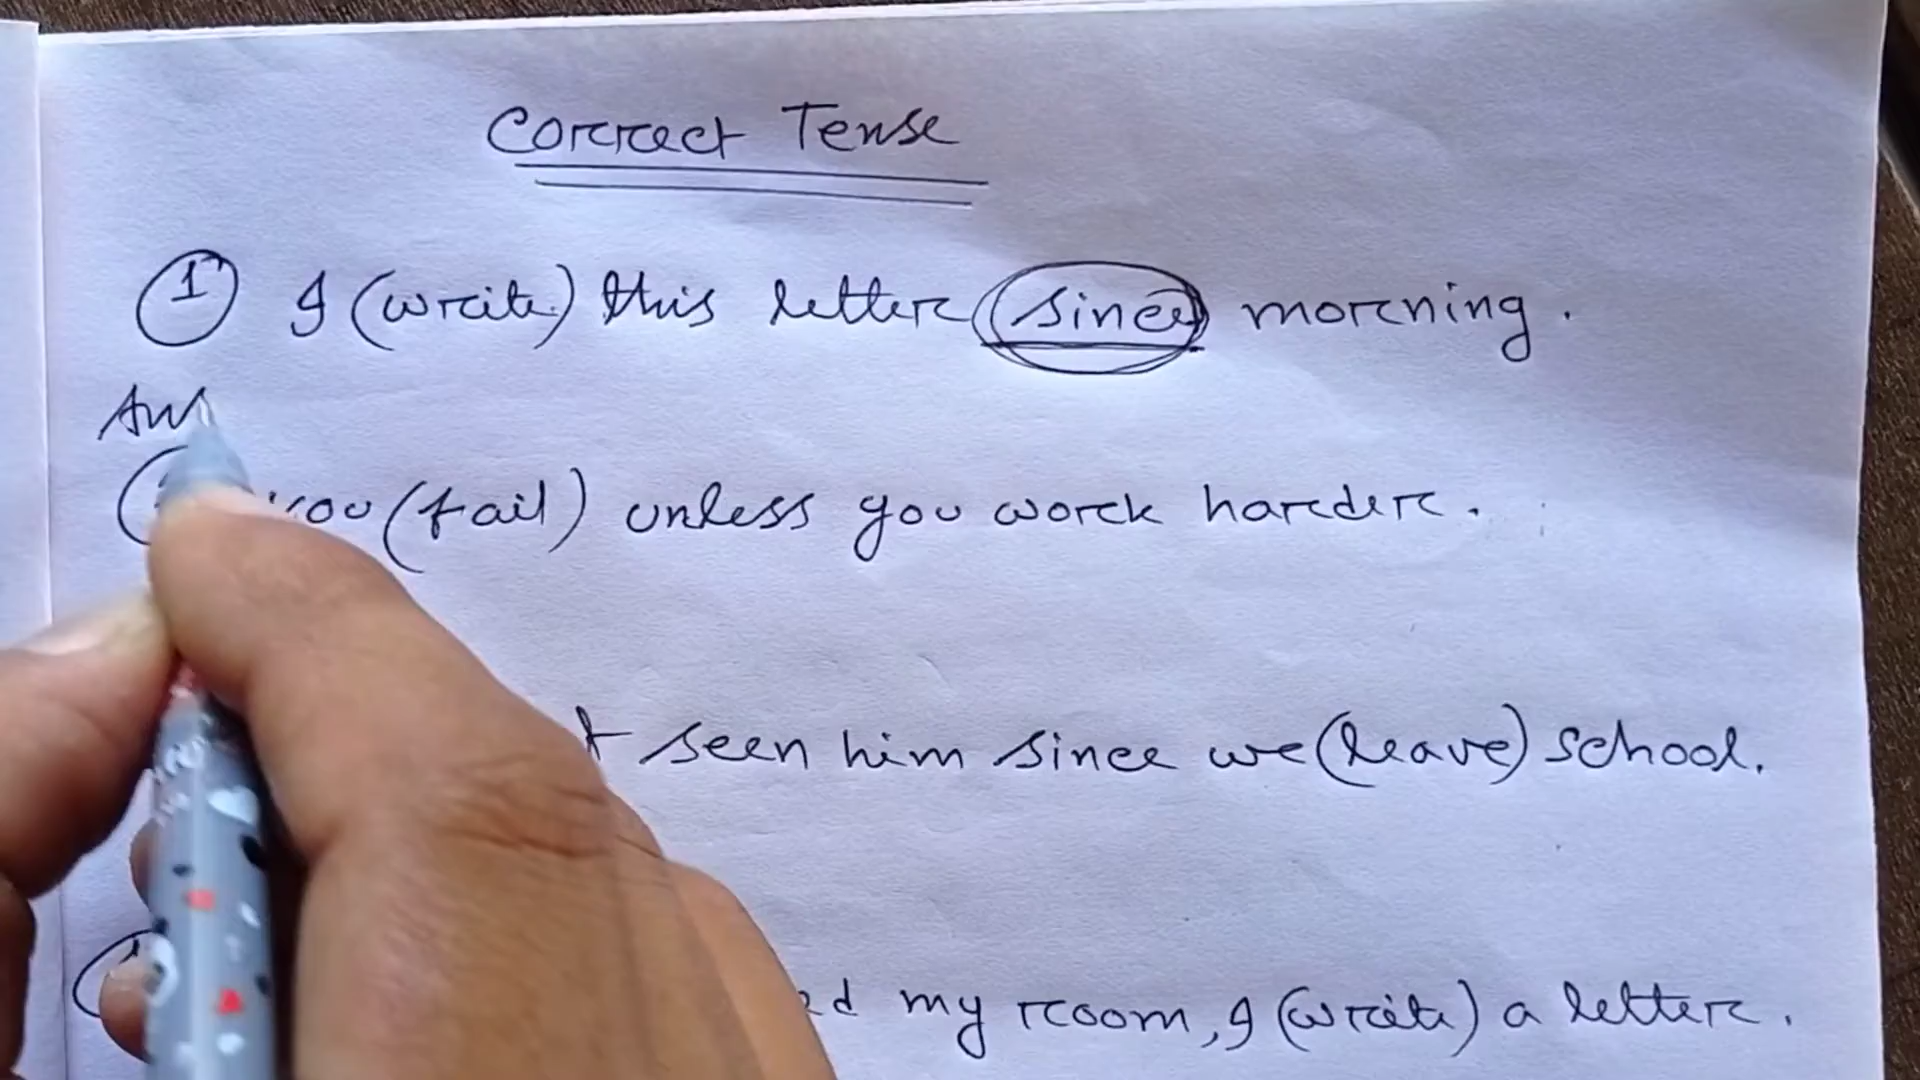 Correct Tense
① I (write) this letter since morning.
Ans
You (fail) unless you work harder.
seen him since we (leave) school.
my room, I (write) a letter.